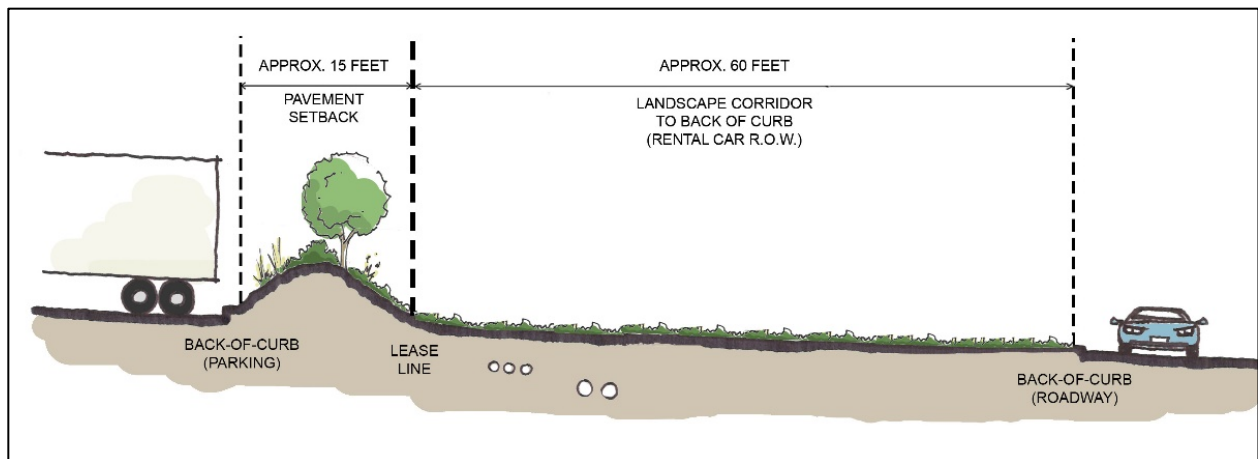 APPROX. 15 FEET
PAVEMENT
SETBACK
APPROX. 60 FEET
LANDSCAPE CORRIDOR
TO BACK OF CURB
(RENTAL CAR R.O.W.)
BACK-OF-CURB
(PARKING)
LEASE
LINE
BACK-OF-CURB
(ROADWAY)